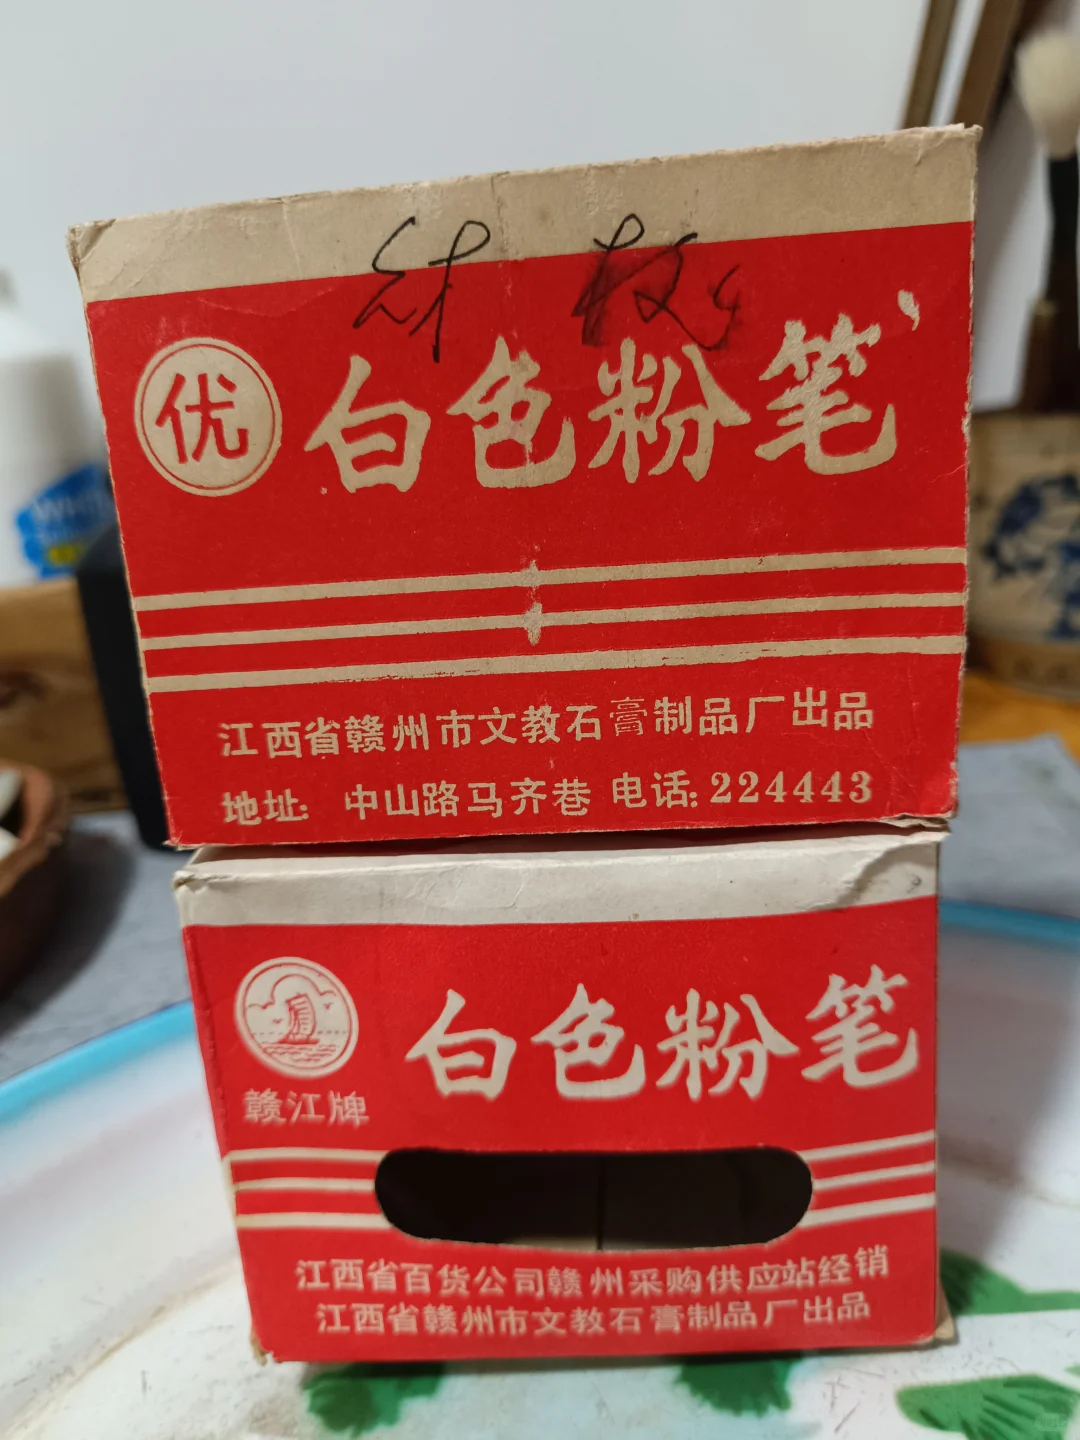 优
白色粉笔
江西省赣州市文教石膏制品厂出品
地址: 中山路马齐巷 电话: 224443
赣江牌
白色粉笔
江西省百货公司赣州采购供应站经销
江西省赣州市文教石膏制品厂出品